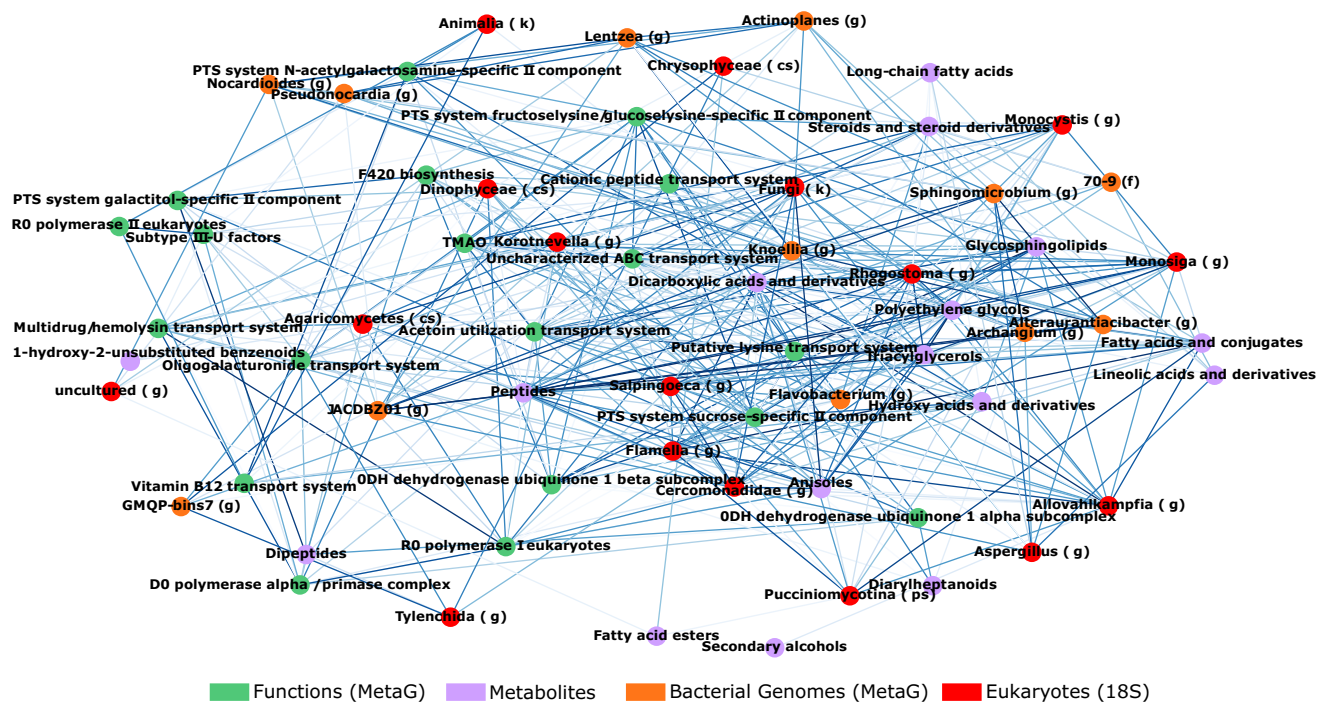 Actinoplanes (g)
Animalia ( k)
Lentzea (g)
Chrysophyceae ( cs)
PTS system N-acetylgalactosamine-specific II component
Long-chain fatty acids
Nocardioides (g)
Pseudonocardia (g)
PTS system fructoselysine/glucoselysine-specific II component
Monocystis ( g)
Steroids and steroid derivatives
F420 biosynthesis
Cationic peptide transport system
70-9 (f)
Dinophyceae ( cs)
Fungi ( k)
Sphingomicrobium (g)
PTS system galactitol-specific II component
R0 polymerase II eukaryotes
Subtype III-U factors
TMAO
Korotnevella ( g)
Knoellia (g)
Glycosphingolipids
Uncharacterized ABC transport system
Monosiga ( g)
Rhogostoma ( g)
Dicarboxylic acids and derivatives
Polyethylene glycols
Agaricomycetes ( cs)
Multidrug/hemolysin transport system
Acetoin utilization transport system
Alteraurantiacibacter (g)
Archangium (g)
Fatty acids and conjugates
1-hydroxy-2-unsubstituted benzenoids
Putative lysine transport system
Triacylglycerols
Oligogalacturonide transport system
Lineolic acids and derivatives
uncultured ( g)
Peptides
Salpingoeca ( g)
Flavobacterium (g)
JACDBZ01 (g)
Hydroxy acids and derivatives
PTS system sucrose-specific II component
Flamella ( g)
Vitamin B12 transport system
0DH dehydrogenase ubiquinone 1 beta subcomplex
Anisoles
Cercomonadidae ( g)
GMQP-bins7 (g)
Allovahlkampfia ( g)
0DH dehydrogenase ubiquinone 1 alpha subcomplex
R0 polymerase I eukaryotes
Dipeptides
Aspergillus ( g)
D0 polymerase alpha /primase complex
Diarylheptanoids
Pucciniomycotina ( ps)
Tylenchida ( g)
Fatty acid esters
Secondary alcohols
Functions (MetaG)
Metabolites
Bacterial Genomes (MetaG)
Eukaryotes (18S)